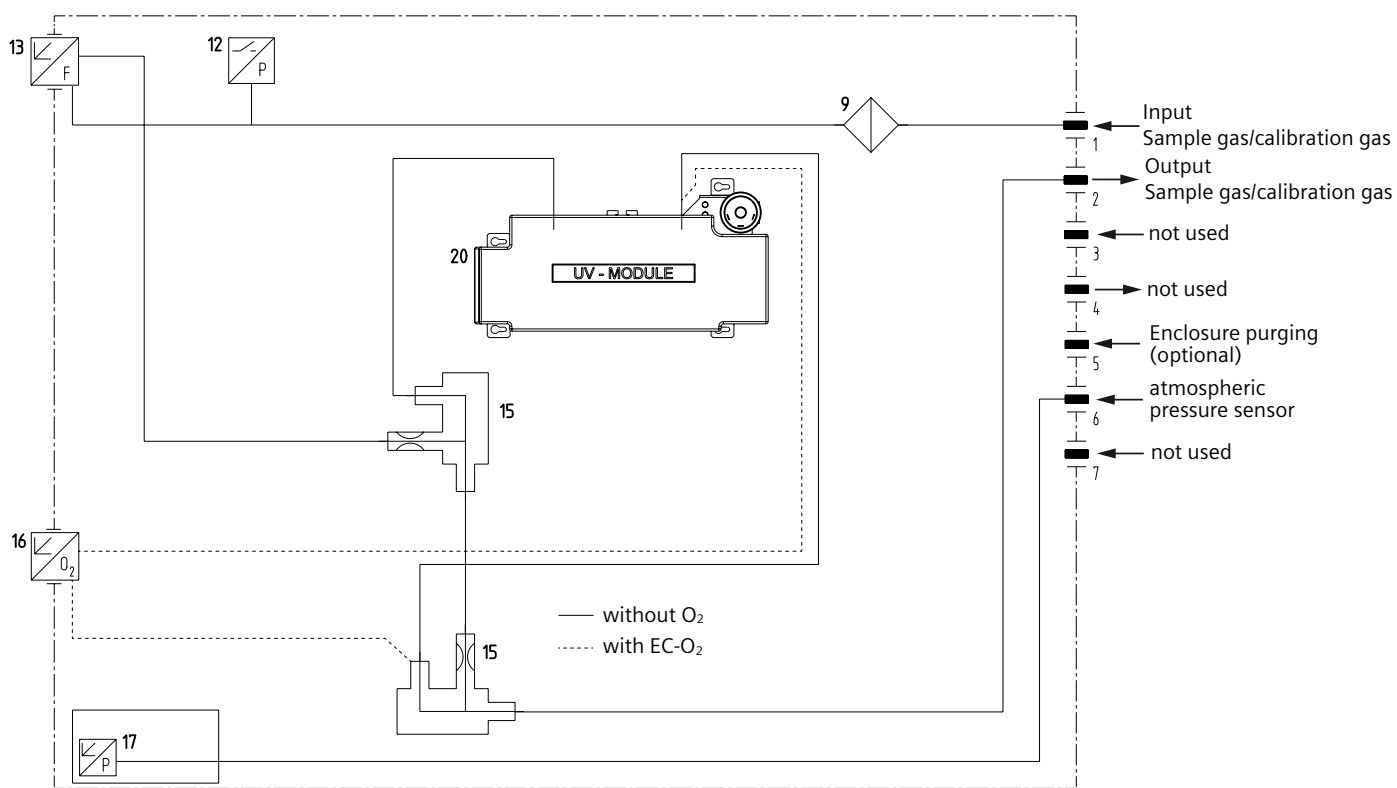 13
F
12
P
9
1
Input
Sample gas/calibration gas
2
Output
Sample gas/calibration gas
3
not used
4
not used
5
Enclosure purging
(optional)
6
atmospheric
pressure sensor
7
not used
20
UV - MODULE
15
16
O₂
without O₂
with EC-O₂
15
17
P